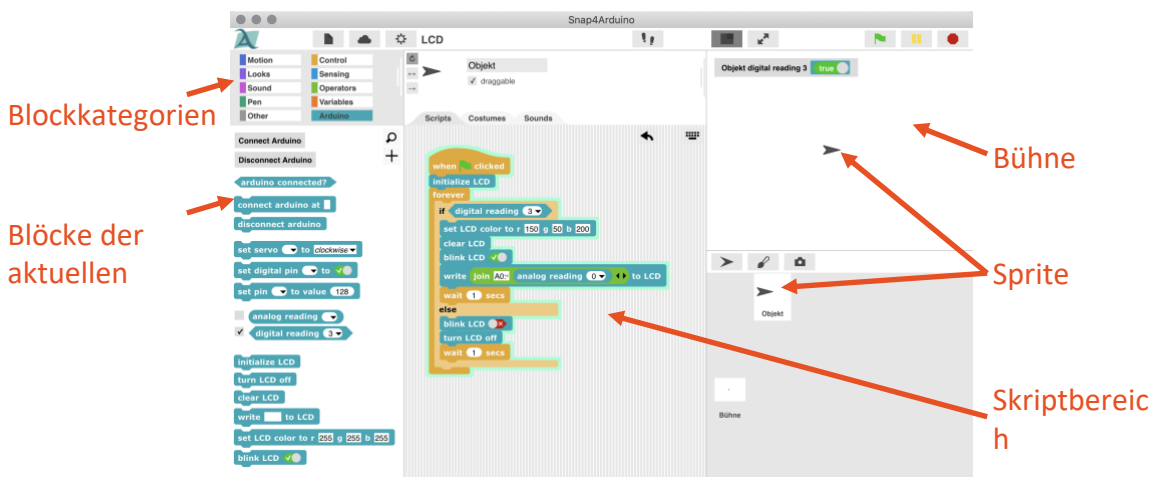 Snap4Arduino
LCD
Motion
Control
Looks
Sensing
Sound
Operators
Pen
Variables
Other
Arduino
Objekt
draggable
Scripts Costumes Sounds
Connect Arduino
Disconnect Arduino
arduino connected?
connect arduino at
disconnect arduino
set servo to clockwise
set digital pin to
set pin to value 128
analog reading
digital reading 3
initialize LCD
turn LCD off
clear LCD
write to LCD
set LCD color to r 255 g 255 b 255
blink LCD
when clicked
initialize LCD
forever
if digital reading 3
set LCD color to r 150 g 50 b 200
clear LCD
blink LCD
write join A0:· analog reading 0 to LCD
wait 1 secs
else
blink LCD
turn LCD off
wait 1 secs
Objekt digital reading 3 true
Objekt
Bühne
Blockkategorien
Blöcke der
aktuellen
Bühne
Sprite
Skriptbereic
h